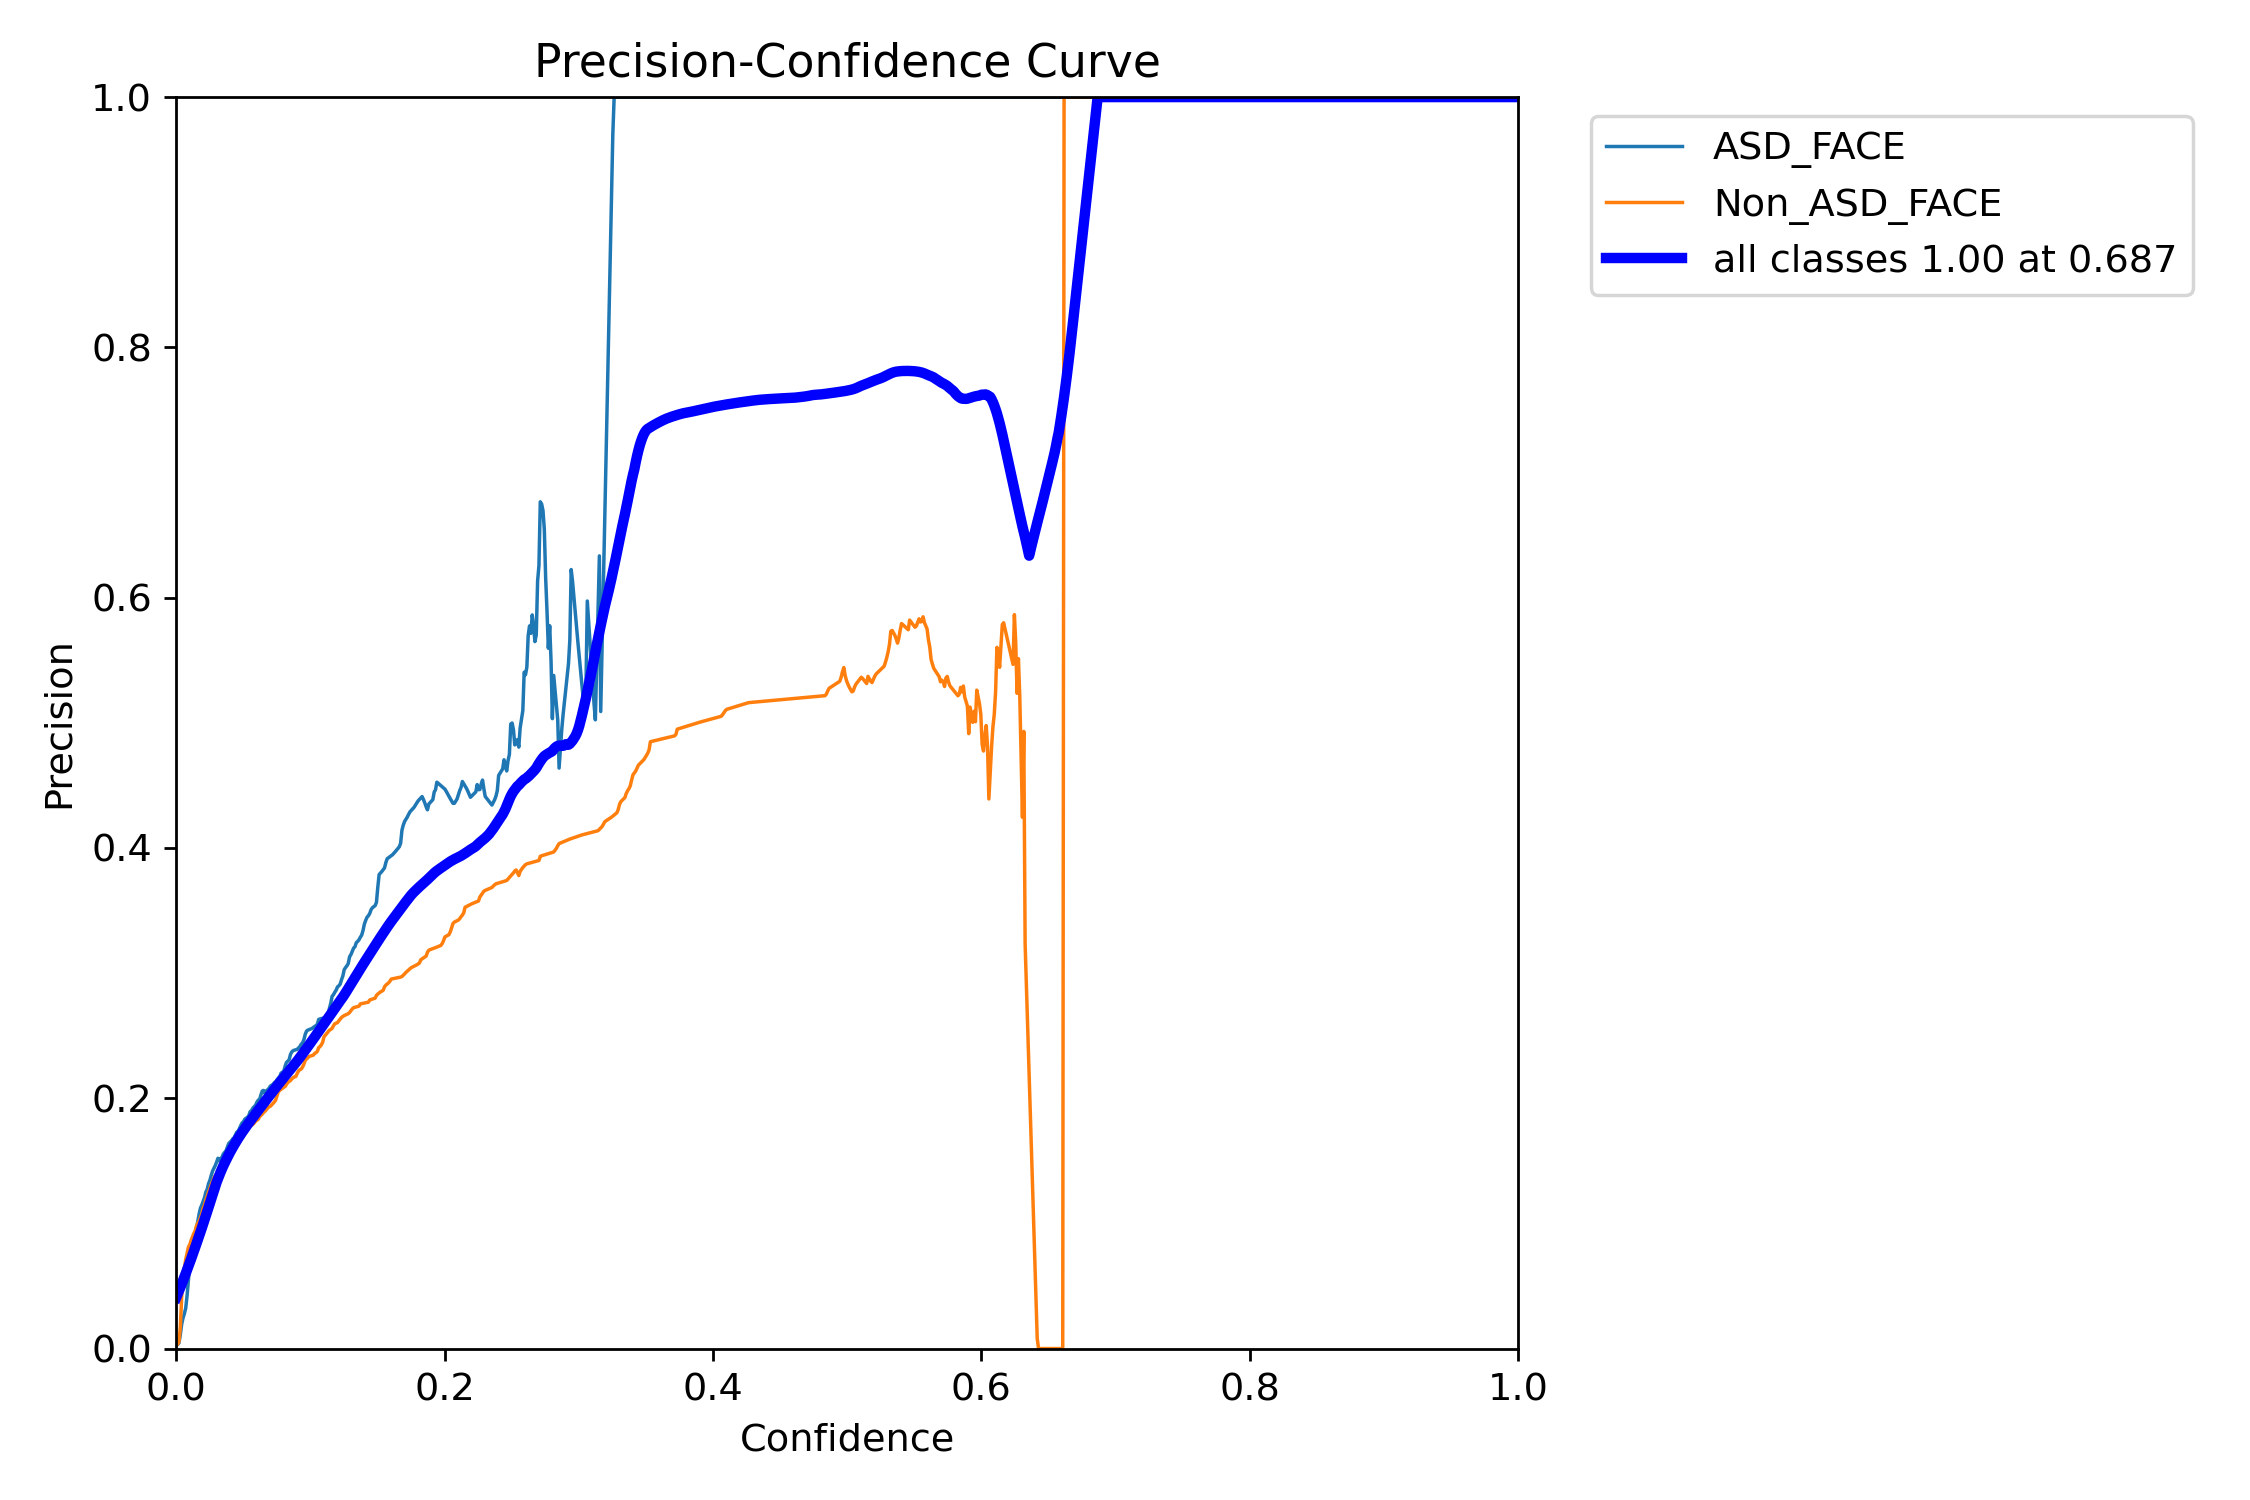 Precision-Confidence Curve
1.0
0.8
0.6
0.4
0.2
0.0
Precision
0.0 0.2 0.4 0.6 0.8 1.0
Confidence
ASD_FACE
Non_ASD_FACE
all classes 1.00 at 0.687